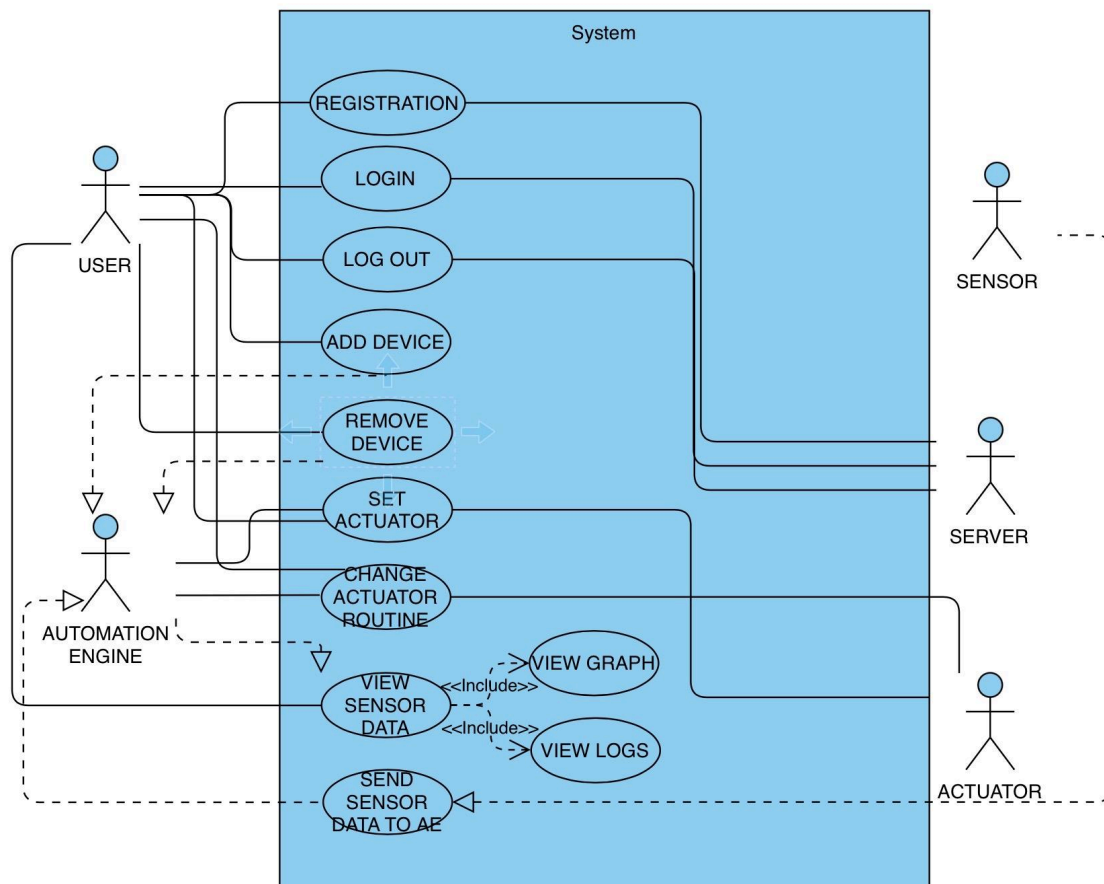 System
REGISTRATION
LOGIN
USER
LOG OUT
SENSOR
ADD DEVICE
REMOVE
DEVICE
SET
ACTUATOR
SERVER
CHANGE
ACTUATOR
ROUTINE
AUTOMATION
ENGINE
VIEW GRAPH
<<Include>>
VIEW
SENSOR
DATA
<<Include>>
VIEW LOGS
SEND
SENSOR
DATA TO AE
ACTUATOR